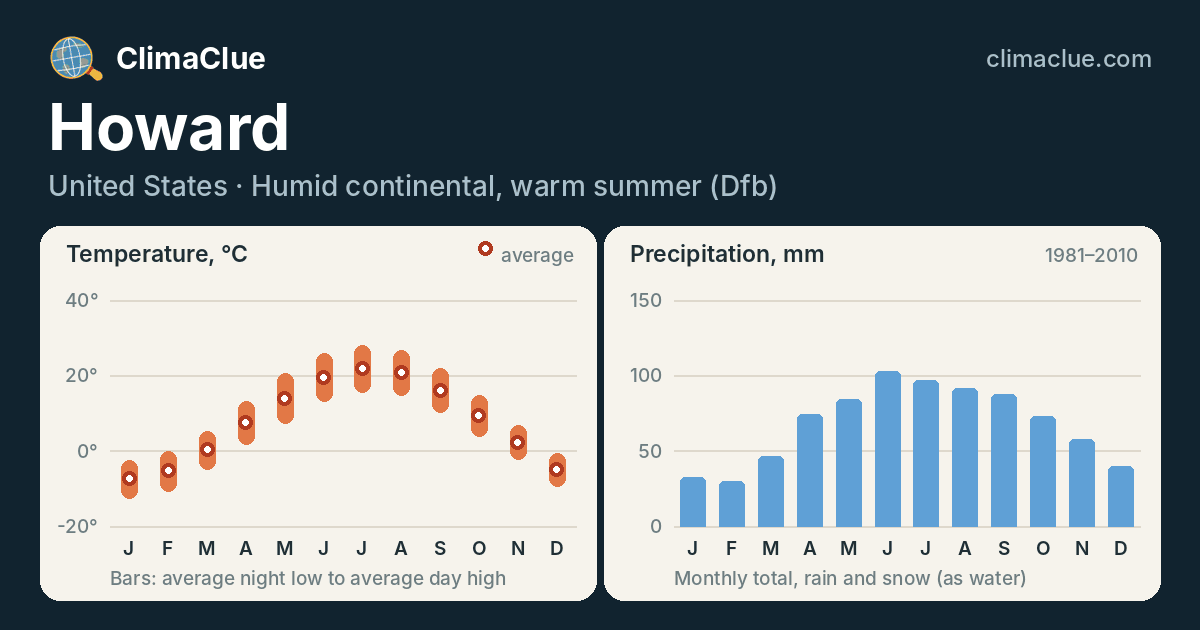 ClimaClue
climaclue.com
Howard
United States · Humid continental, warm summer (Dfb)
Temperature, °C
average
40°
20°
0°
-20°
J F M A M J J A S O N D
Bars: average night low to average day high
Precipitation, mm
1981–2010
150
100
50
0
J F M A M J J A S O N D
Monthly total, rain and snow (as water)